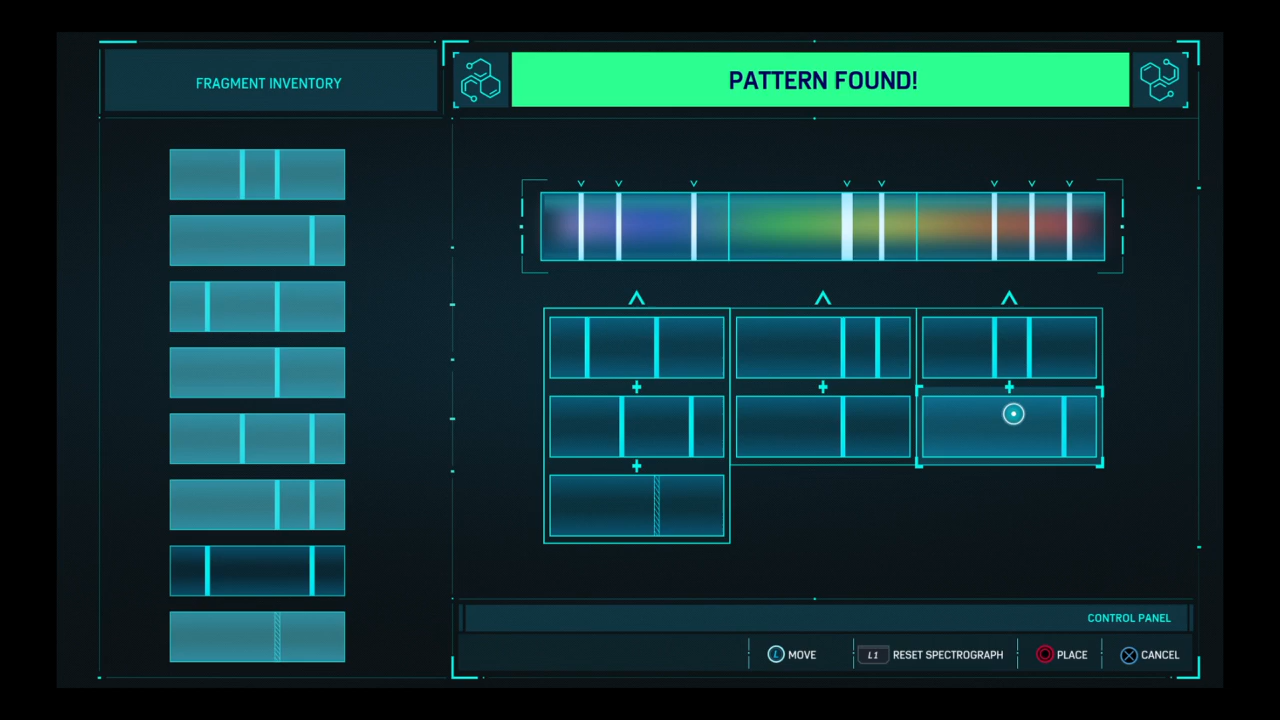 FRAGMENT INVENTORY
PATTERN FOUND!
CONTROL PANEL
L MOVE
L1 RESET SPECTROGRAPH
PLACE
CANCEL